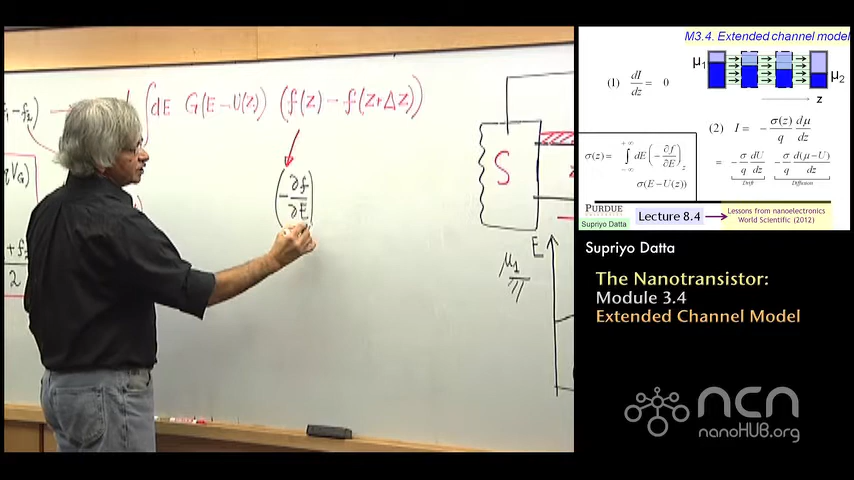 ∫dE G(E-U(z)) (f(z) - f(z+Δz))
f₁-f₂)
(-∂f/∂E)
qV_G)
+ f₂
2
S
E
μ₁
M3.4. Extended channel model
μ₁
μ₂
z
(1) dI/dz = 0
(2) I = - σ(z)/q dμ/dz
= - σ/q dU/dz - σ/q d(μ-U)/dz
Drift Diffusion
σ(z) = ∫_{-∞}^{+∞} dE (-∂f/∂E)_z
σ(E-U(z))
PURDUE
UNIVERSITY
Supriyo Datta
Lecture 8.4
Lessons from nanoelectronics
World Scientific (2012)
Supriyo Datta
The Nanotransistor:
Module 3.4
Extended Channel Model
ncn
nanoHUB.org